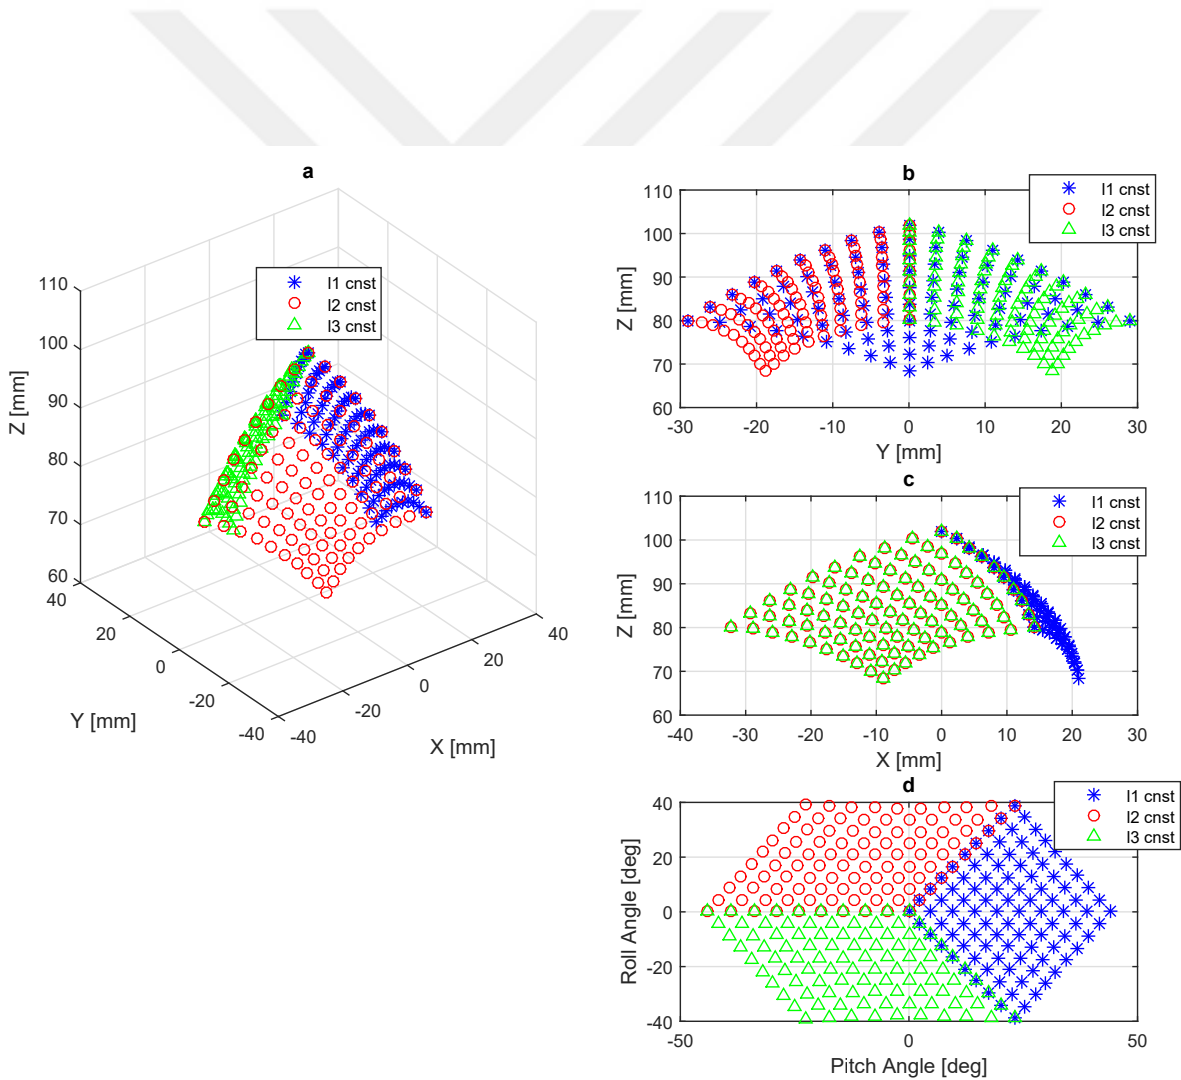 a
l1 cnst
l2 cnst
l3 cnst
110
100
90
80
70
60
Z [mm]
40
20
0
-20
-40
Y [mm]
-40
-20
0
20
40
X [mm]
b
l1 cnst
l2 cnst
l3 cnst
110
100
90
80
70
60
Z [mm]
-30
-20
-10
0
10
20
30
Y [mm]
c
l1 cnst
l2 cnst
l3 cnst
110
100
90
80
70
60
Z [mm]
-40
-30
-20
-10
0
10
20
30
X [mm]
d
l1 cnst
l2 cnst
l3 cnst
40
20
0
-20
-40
Roll Angle [deg]
-50
0
50
Pitch Angle [deg]